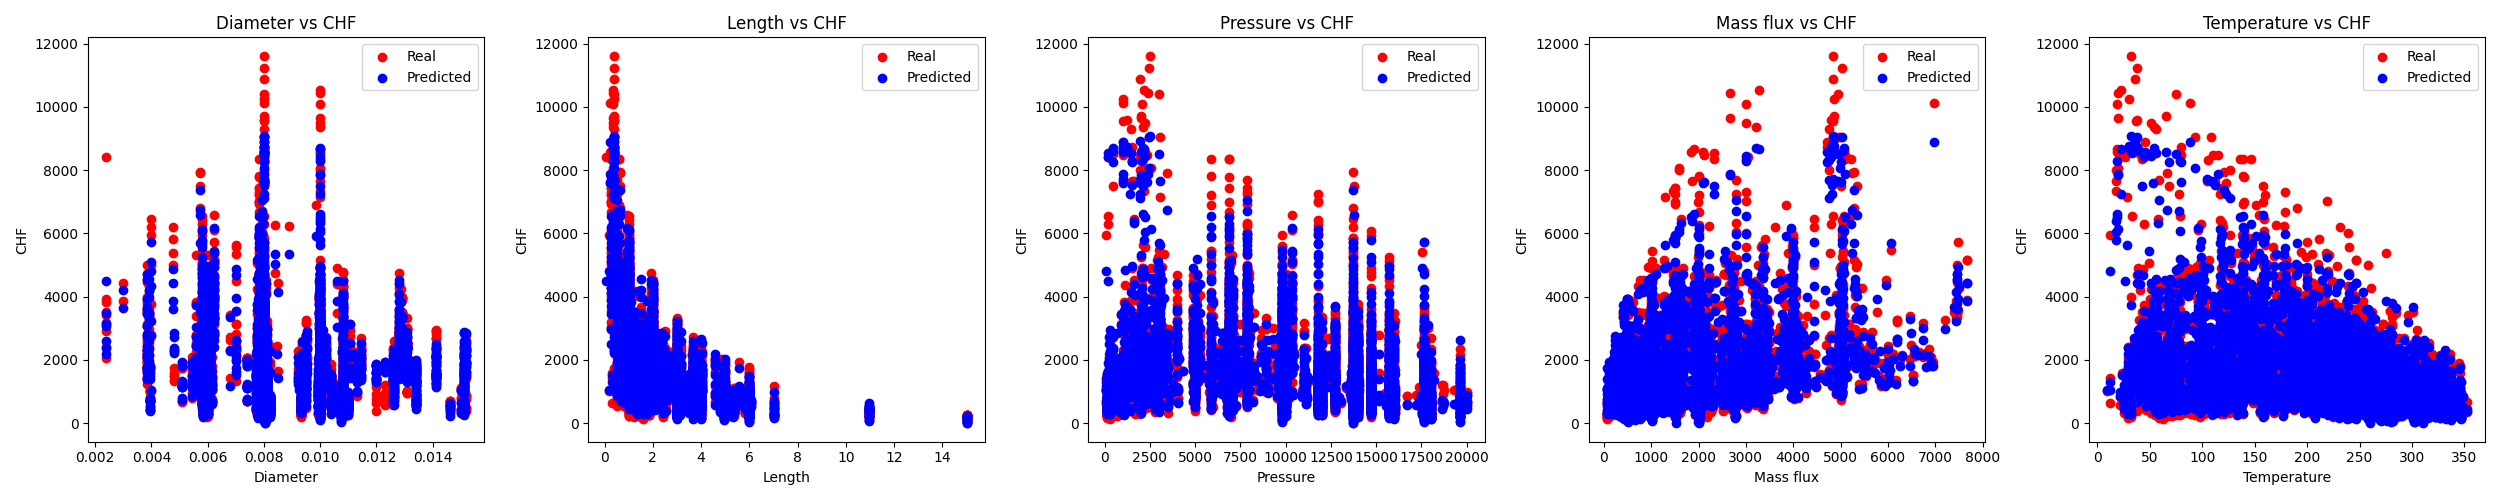 Diameter vs CHF
12000
10000
8000
6000
4000
2000
0
CHF
Real
Predicted
0.002 0.004 0.006 0.008 0.010 0.012 0.014
Diameter
Length vs CHF
12000
10000
8000
6000
4000
2000
0
CHF
Real
Predicted
0 2 4 6 8 10 12 14
Length
Pressure vs CHF
12000
10000
8000
6000
4000
2000
0
CHF
Real
Predicted
0 2500 5000 7500 10000 12500 15000 17500 20000
Pressure
Mass flux vs CHF
12000
10000
8000
6000
4000
2000
0
CHF
Real
Predicted
0 1000 2000 3000 4000 5000 6000 7000 8000
Mass flux
Temperature vs CHF
12000
10000
8000
6000
4000
2000
0
CHF
Real
Predicted
0 50 100 150 200 250 300 350
Temperature